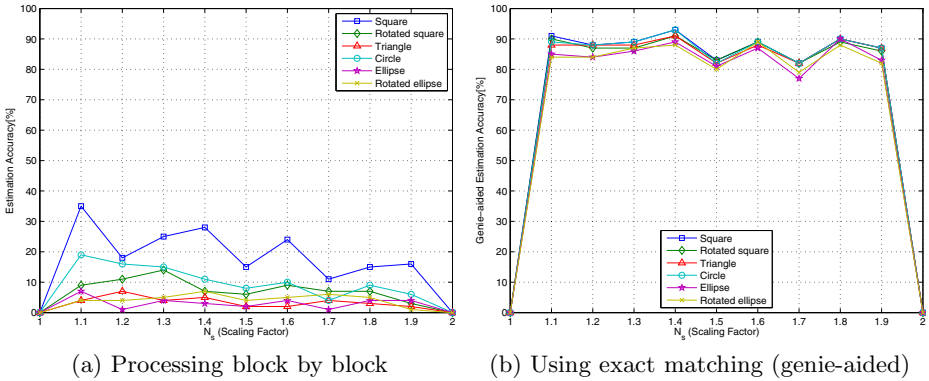 100
90
80
70
60
50
40
30
20
10
0
Estimation Accuracy[%]
Square
Rotated square
Triangle
Circle
Ellipse
Rotated ellipse
1 1.1 1.2 1.3 1.4 1.5 1.6 1.7 1.8 1.9 2
Ns (Scaling Factor)
(a) Processing block by block
100
90
80
70
60
50
40
30
20
10
0
Genie-aided Estimation Accuracy[%]
Square
Rotated square
Triangle
Circle
Ellipse
Rotated ellipse
1 1.1 1.2 1.3 1.4 1.5 1.6 1.7 1.8 1.9 2
Ns (Scaling Factor)
(b) Using exact matching (genie-aided)